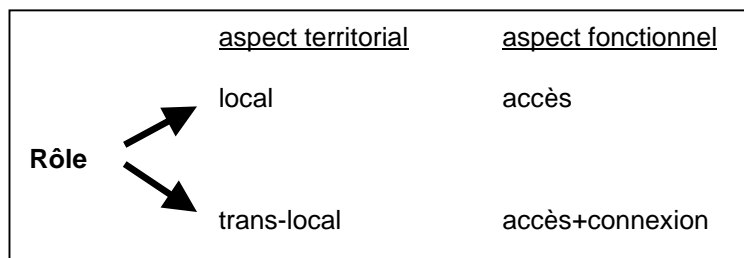 aspect territorial aspect fonctionnel
local accès
Rôle
trans-local accès+connexion